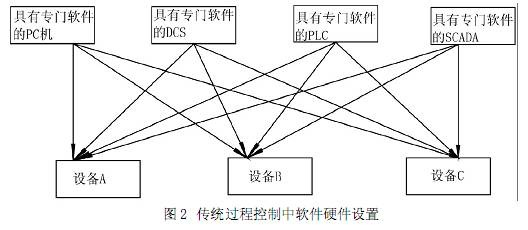 具有专门软件
的PC机
具有专门软件
的DCS
具有专门软件
的PLC
具有专门软件
的SCADA
设备A
设备B
设备C
图2 传统过程控制中软件硬件设置